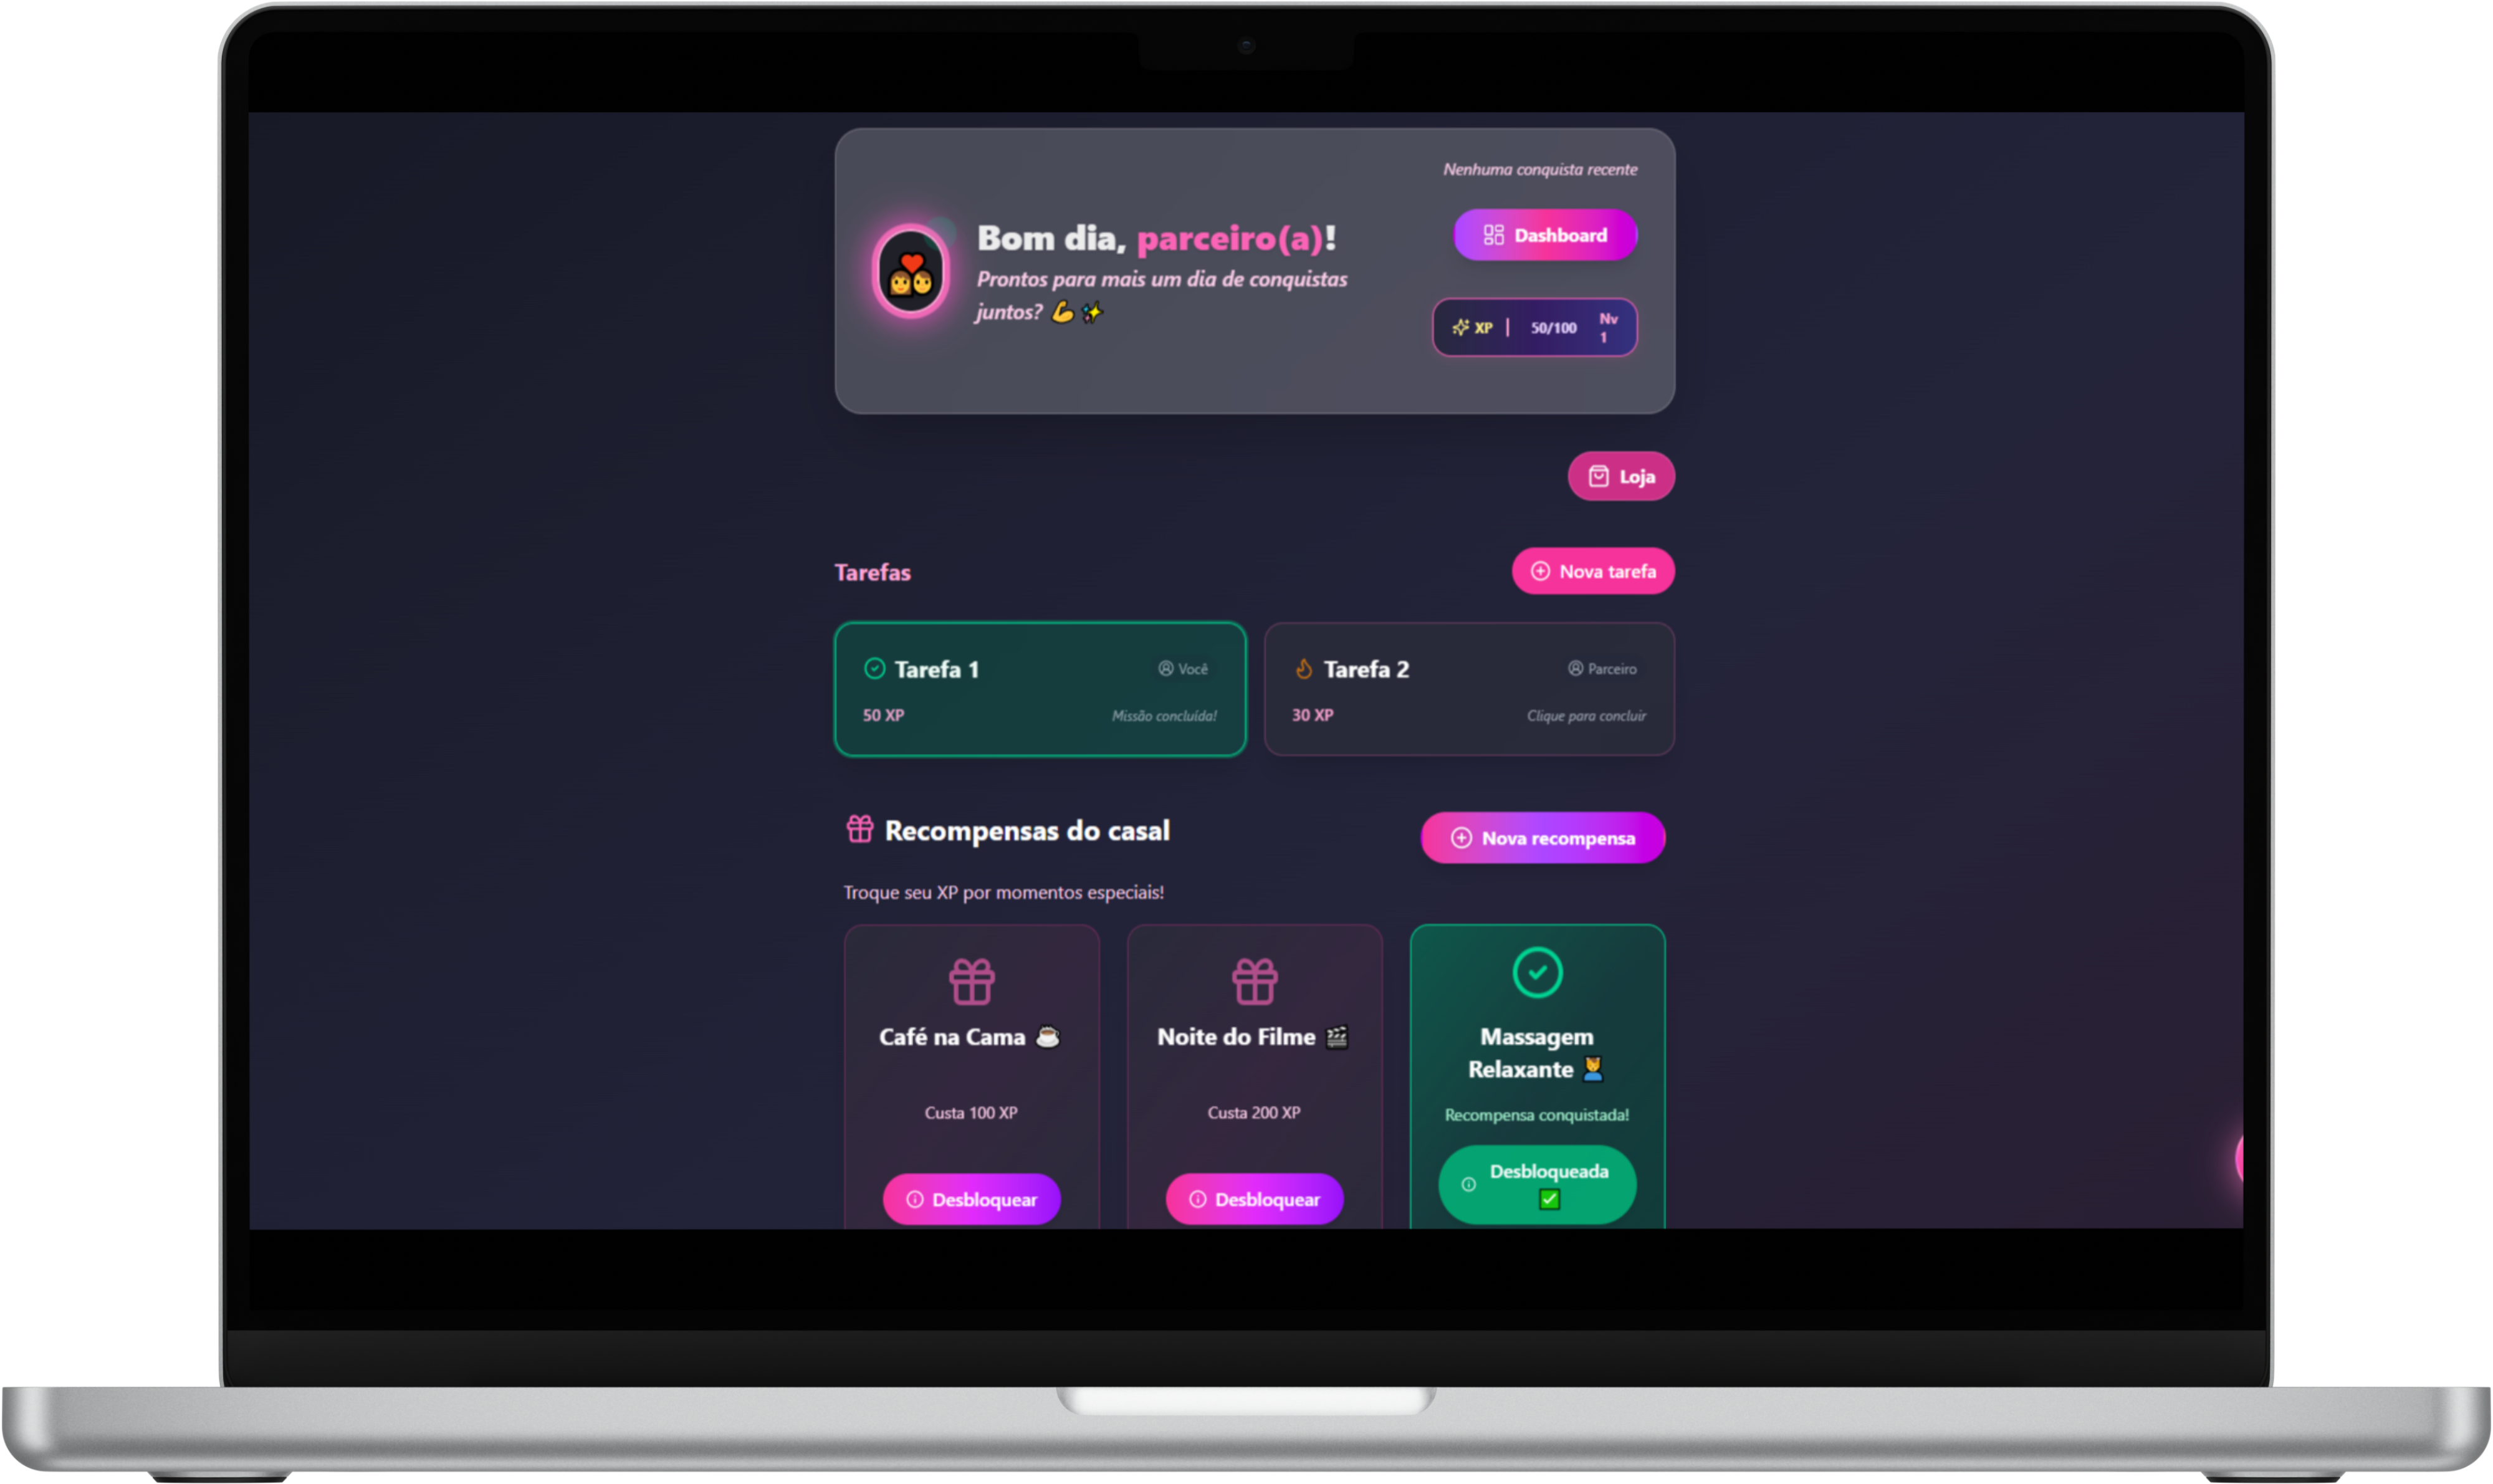 Nenhuma conquista recente
Bom dia, parceiro(a)!
Dashboard
Prontos para mais um dia de conquistas
juntos? 💪✨
XP | 50/100 Nv
1
Loja
Tarefas
Nova tarefa
Tarefa 1
Você
50 XP
Missão concluída!
Tarefa 2
Parceiro
30 XP
Clique para concluir
Recompensas do casal
Nova recompensa
Troque seu XP por momentos especiais!
Café na Cama ☕
Custa 100 XP
Desbloquear
Noite do Filme 🎬
Custa 200 XP
Desbloquear
Massagem
Relaxante 💆‍♂️
Recompensa conquistada!
Desbloqueada
✅